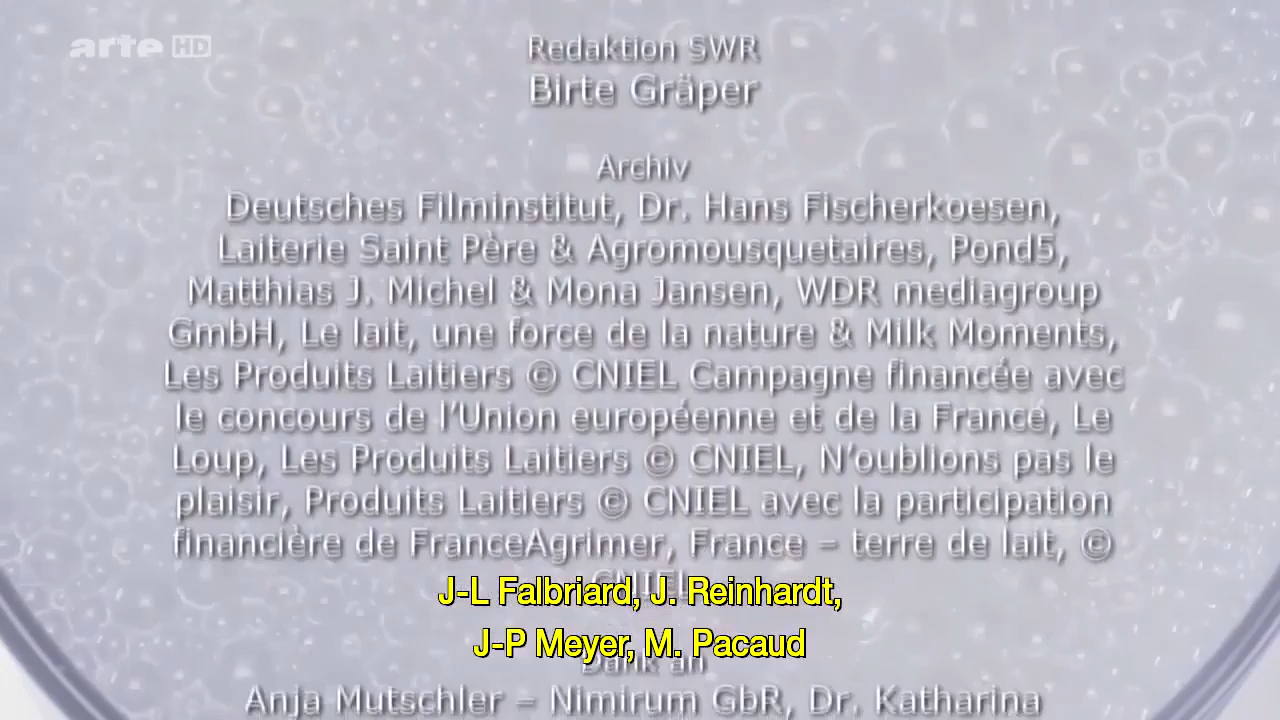 arte HD
Redaktion SWR
Birte Gräper
Archiv
Deutsches Filminstitut, Dr. Hans Fischerkoesen,
Laiterie Saint Père & Agromousquetaires, Pond5,
Matthias J. Michel & Mona Jansen, WDR mediagroup
GmbH, Le lait, une force de la nature & Milk Moments,
Les Produits Laitiers © CNIEL Campagne financée avec
le concours de l’Union européenne et de la France, Le
Loup, Les Produits Laitiers © CNIEL, N’oublions pas le
plaisir, Produits Laitiers © CNIEL avec la participation
financière de FranceAgrimer, France – terre de lait, ©
CNIEL
J-L Falbriard, J. Reinhardt,
J-P Meyer, M. Pacaud
Dank an
Anja Mutschler – Nimirum GbR, Dr. Katharina